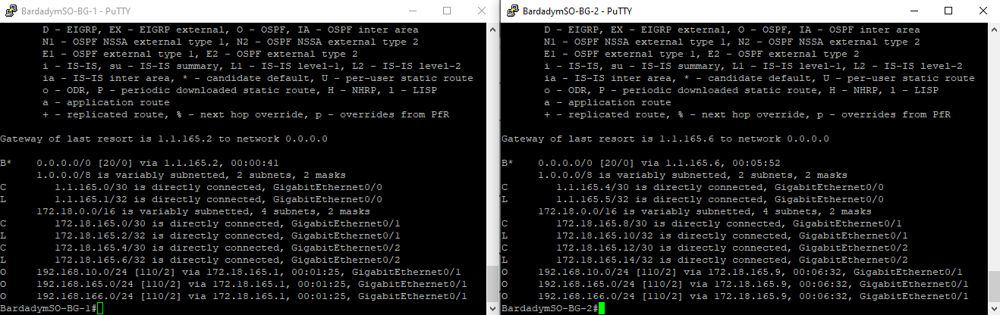 BardadymSO-BG-1 - PuTTY
D - EIGRP, EX - EIGRP external, O - OSPF, IA - OSPF inter area
N1 - OSPF NSSA external type 1, N2 - OSPF NSSA external type 2
E1 - OSPF external type 1, E2 - OSPF external type 2
i - IS-IS, su - IS-IS summary, L1 - IS-IS level-1, L2 - IS-IS level-2
ia - IS-IS inter area, * - candidate default, U - per-user static route
o - ODR, P - periodic downloaded static route, H - NHRP, l - LISP
a - application route
+ - replicated route, % - next hop override, p - overrides from PfR
Gateway of last resort is 1.1.165.2 to network 0.0.0.0
B* 0.0.0.0/0 [20/0] via 1.1.165.2, 00:00:41
1.0.0.0/8 is variably subnetted, 2 subnets, 2 masks
C 1.1.165.0/30 is directly connected, GigabitEthernet0/0
L 1.1.165.1/32 is directly connected, GigabitEthernet0/0
172.18.0.0/16 is variably subnetted, 4 subnets, 2 masks
C 172.18.165.0/30 is directly connected, GigabitEthernet0/1
L 172.18.165.2/32 is directly connected, GigabitEthernet0/1
C 172.18.165.4/30 is directly connected, GigabitEthernet0/2
L 172.18.165.6/32 is directly connected, GigabitEthernet0/2
O 192.168.10.0/24 [110/2] via 172.18.165.1, 00:01:25, GigabitEthernet0/1
O 192.168.165.0/24 [110/2] via 172.18.165.1, 00:01:25, GigabitEthernet0/1
O 192.168.166.0/24 [110/2] via 172.18.165.1, 00:01:25, GigabitEthernet0/1
BardadymSO-BG-1#
BardadymSO-BG-2 - PuTTY
D - EIGRP, EX - EIGRP external, O - OSPF, IA - OSPF inter area
N1 - OSPF NSSA external type 1, N2 - OSPF NSSA external type 2
E1 - OSPF external type 1, E2 - OSPF external type 2
i - IS-IS, su - IS-IS summary, L1 - IS-IS level-1, L2 - IS-IS level-2
ia - IS-IS inter area, * - candidate default, U - per-user static route
o - ODR, P - periodic downloaded static route, H - NHRP, l - LISP
a - application route
+ - replicated route, % - next hop override, p - overrides from PfR
Gateway of last resort is 1.1.165.6 to network 0.0.0.0
B* 0.0.0.0/0 [20/0] via 1.1.165.6, 00:05:52
1.0.0.0/8 is variably subnetted, 2 subnets, 2 masks
C 1.1.165.4/30 is directly connected, GigabitEthernet0/0
L 1.1.165.5/32 is directly connected, GigabitEthernet0/0
172.18.0.0/16 is variably subnetted, 4 subnets, 2 masks
C 172.18.165.8/30 is directly connected, GigabitEthernet0/1
L 172.18.165.10/32 is directly connected, GigabitEthernet0/1
C 172.18.165.12/30 is directly connected, GigabitEthernet0/2
L 172.18.165.14/32 is directly connected, GigabitEthernet0/2
O 192.168.10.0/24 [110/2] via 172.18.165.9, 00:06:32, GigabitEthernet0/1
O 192.168.165.0/24 [110/2] via 172.18.165.9, 00:06:32, GigabitEthernet0/1
O 192.168.166.0/24 [110/2] via 172.18.165.9, 00:06:32, GigabitEthernet0/1
BardadymSO-BG-2#